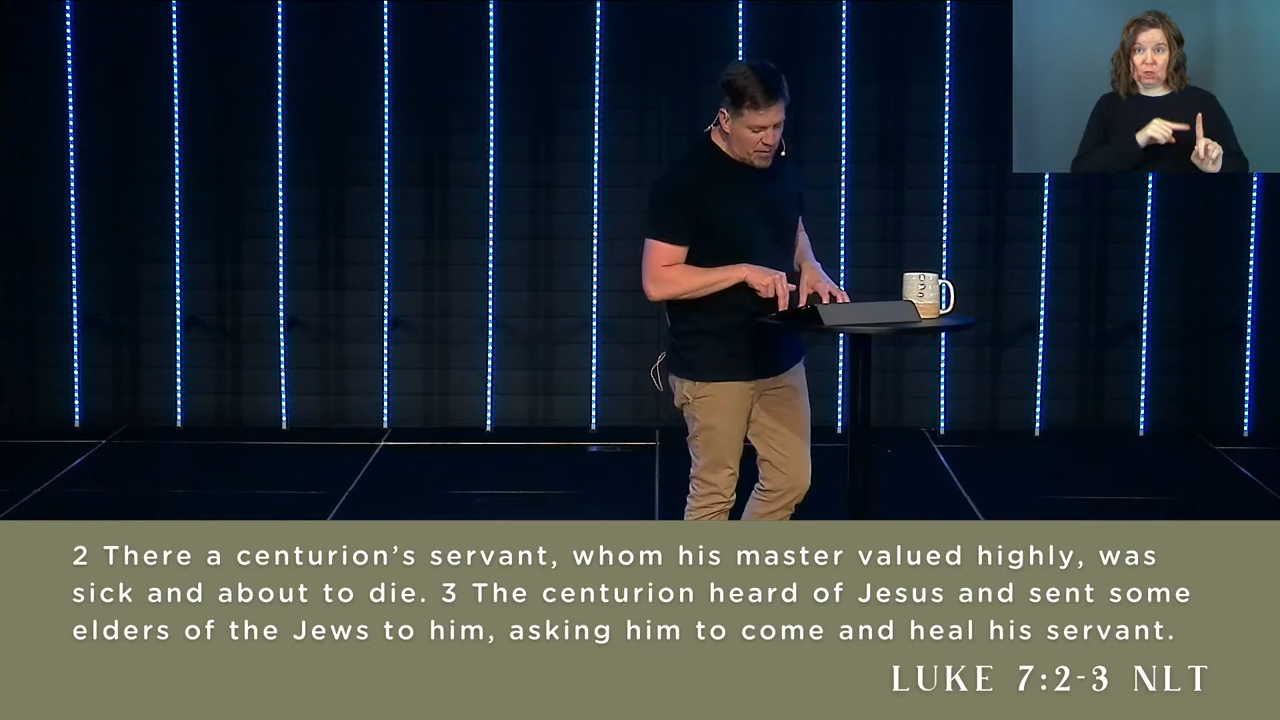 2 There a centurion’s servant, whom his master valued highly, was
sick and about to die. 3 The centurion heard of Jesus and sent some
elders of the Jews to him, asking him to come and heal his servant.
LUKE 7:2-3 NLT